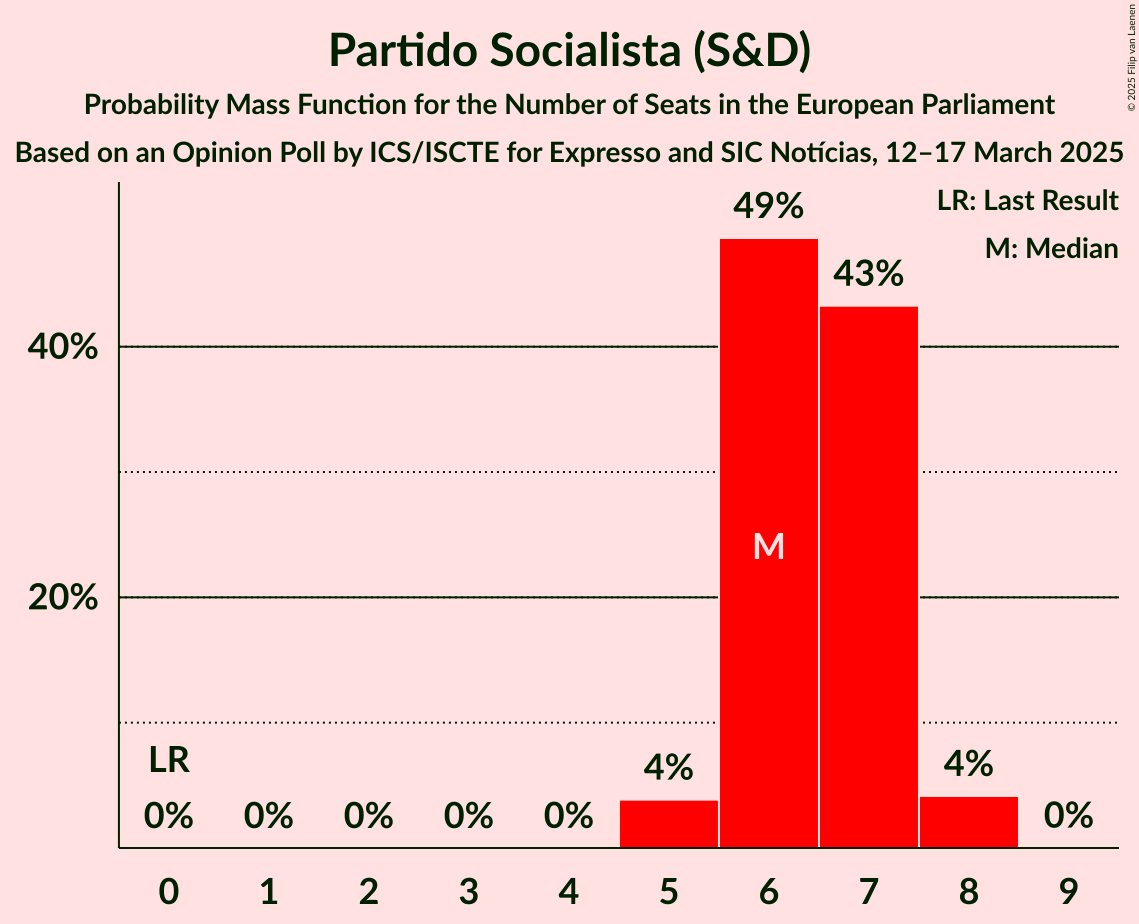 Partido Socialista (S&D)
Probability Mass Function for the Number of Seats in the European Parliament
Based on an Opinion Poll by ICS/ISCTE for Expresso and SIC Notícias, 12–17 March 2025
© 2025 Filip van Laenen
LR: Last Result
M: Median
49%
43%
40%
M
20%
LR
4%
4%
0% 0% 0% 0% 0% 0%
0 1 2 3 4 5 6 7 8 9